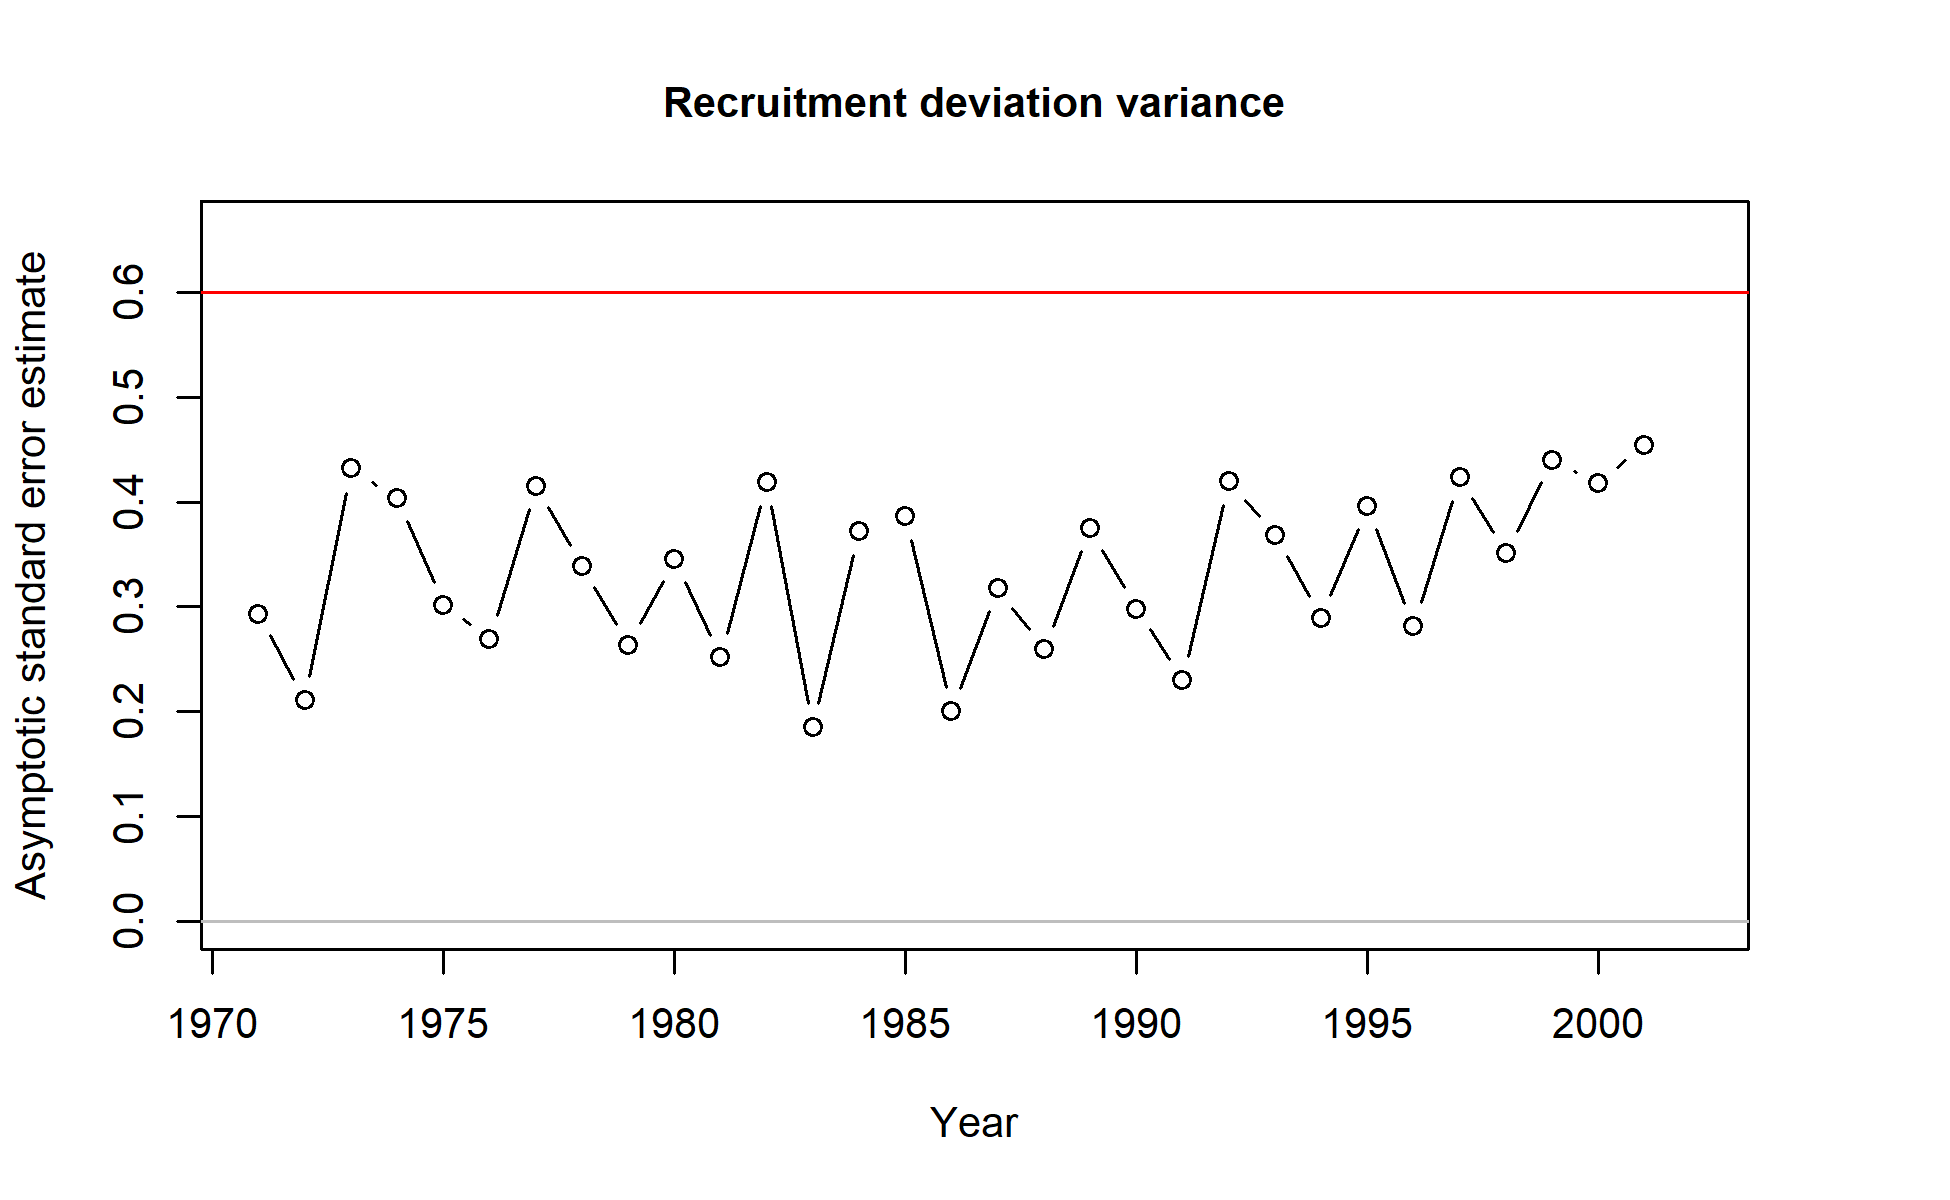 Recruitment deviation variance
Asymptotic standard error estimate
0.6
0.5
0.4
0.3
0.2
0.1
0.0
1970 1975 1980 1985 1990 1995 2000
Year